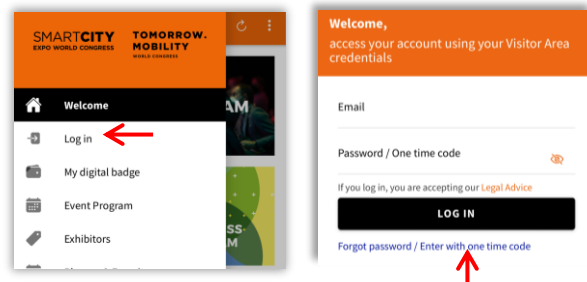 SMARTCITY
EXPO WORLD CONGRESS
TOMORROW.
MOBILITY
WORLD CONGRESS
Welcome
Log in
My digital badge
Event Program
Exhibitors
AM
SS
M
Welcome,
access your account using your Visitor Area
credentials
Email
Password / One time code
If you log in, you are accepting our Legal Advice
LOG IN
Forgot password / Enter with one time code